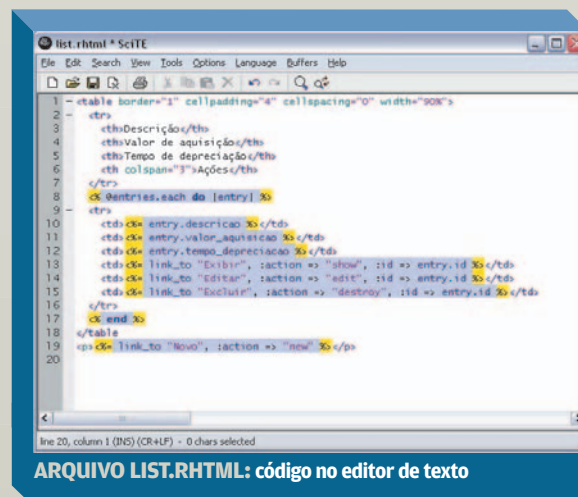 list.rhtml * SciTE
File Edit Search View Tools Options Language Buffers Help
1 <table border="1" cellpadding="4" cellspacing="0" width="90%">
2 <tr>
3 <th>Descrição</th>
4 <th>Valor de aquisição</th>
5 <th>Tempo de depreciação</th>
6 <th colspan="3">Ações</th>
7 </tr>
8 <% @entries.each do |entry| %>
9 <tr>
10 <td><%= entry.descricao %></td>
11 <td><%= entry.valor_aquisicao %></td>
12 <td><%= entry.tempo_depreciacao %></td>
13 <td><%= link_to "Exibir", :action => "show", :id => entry.id %></td>
14 <td><%= link_to "Editar", :action => "edit", :id => entry.id %></td>
15 <td><%= link_to "Excluir", :action => "destroy", :id => entry.id %></td>
16 </tr>
17 <% end %>
18 </table
19 <p><%= link_to "Novo", :action => "new" %></p>
20
line 20, column 1 (INS) (CR+LF) - 0 chars selected
ARQUIVO LIST.RHTML: código no editor de texto